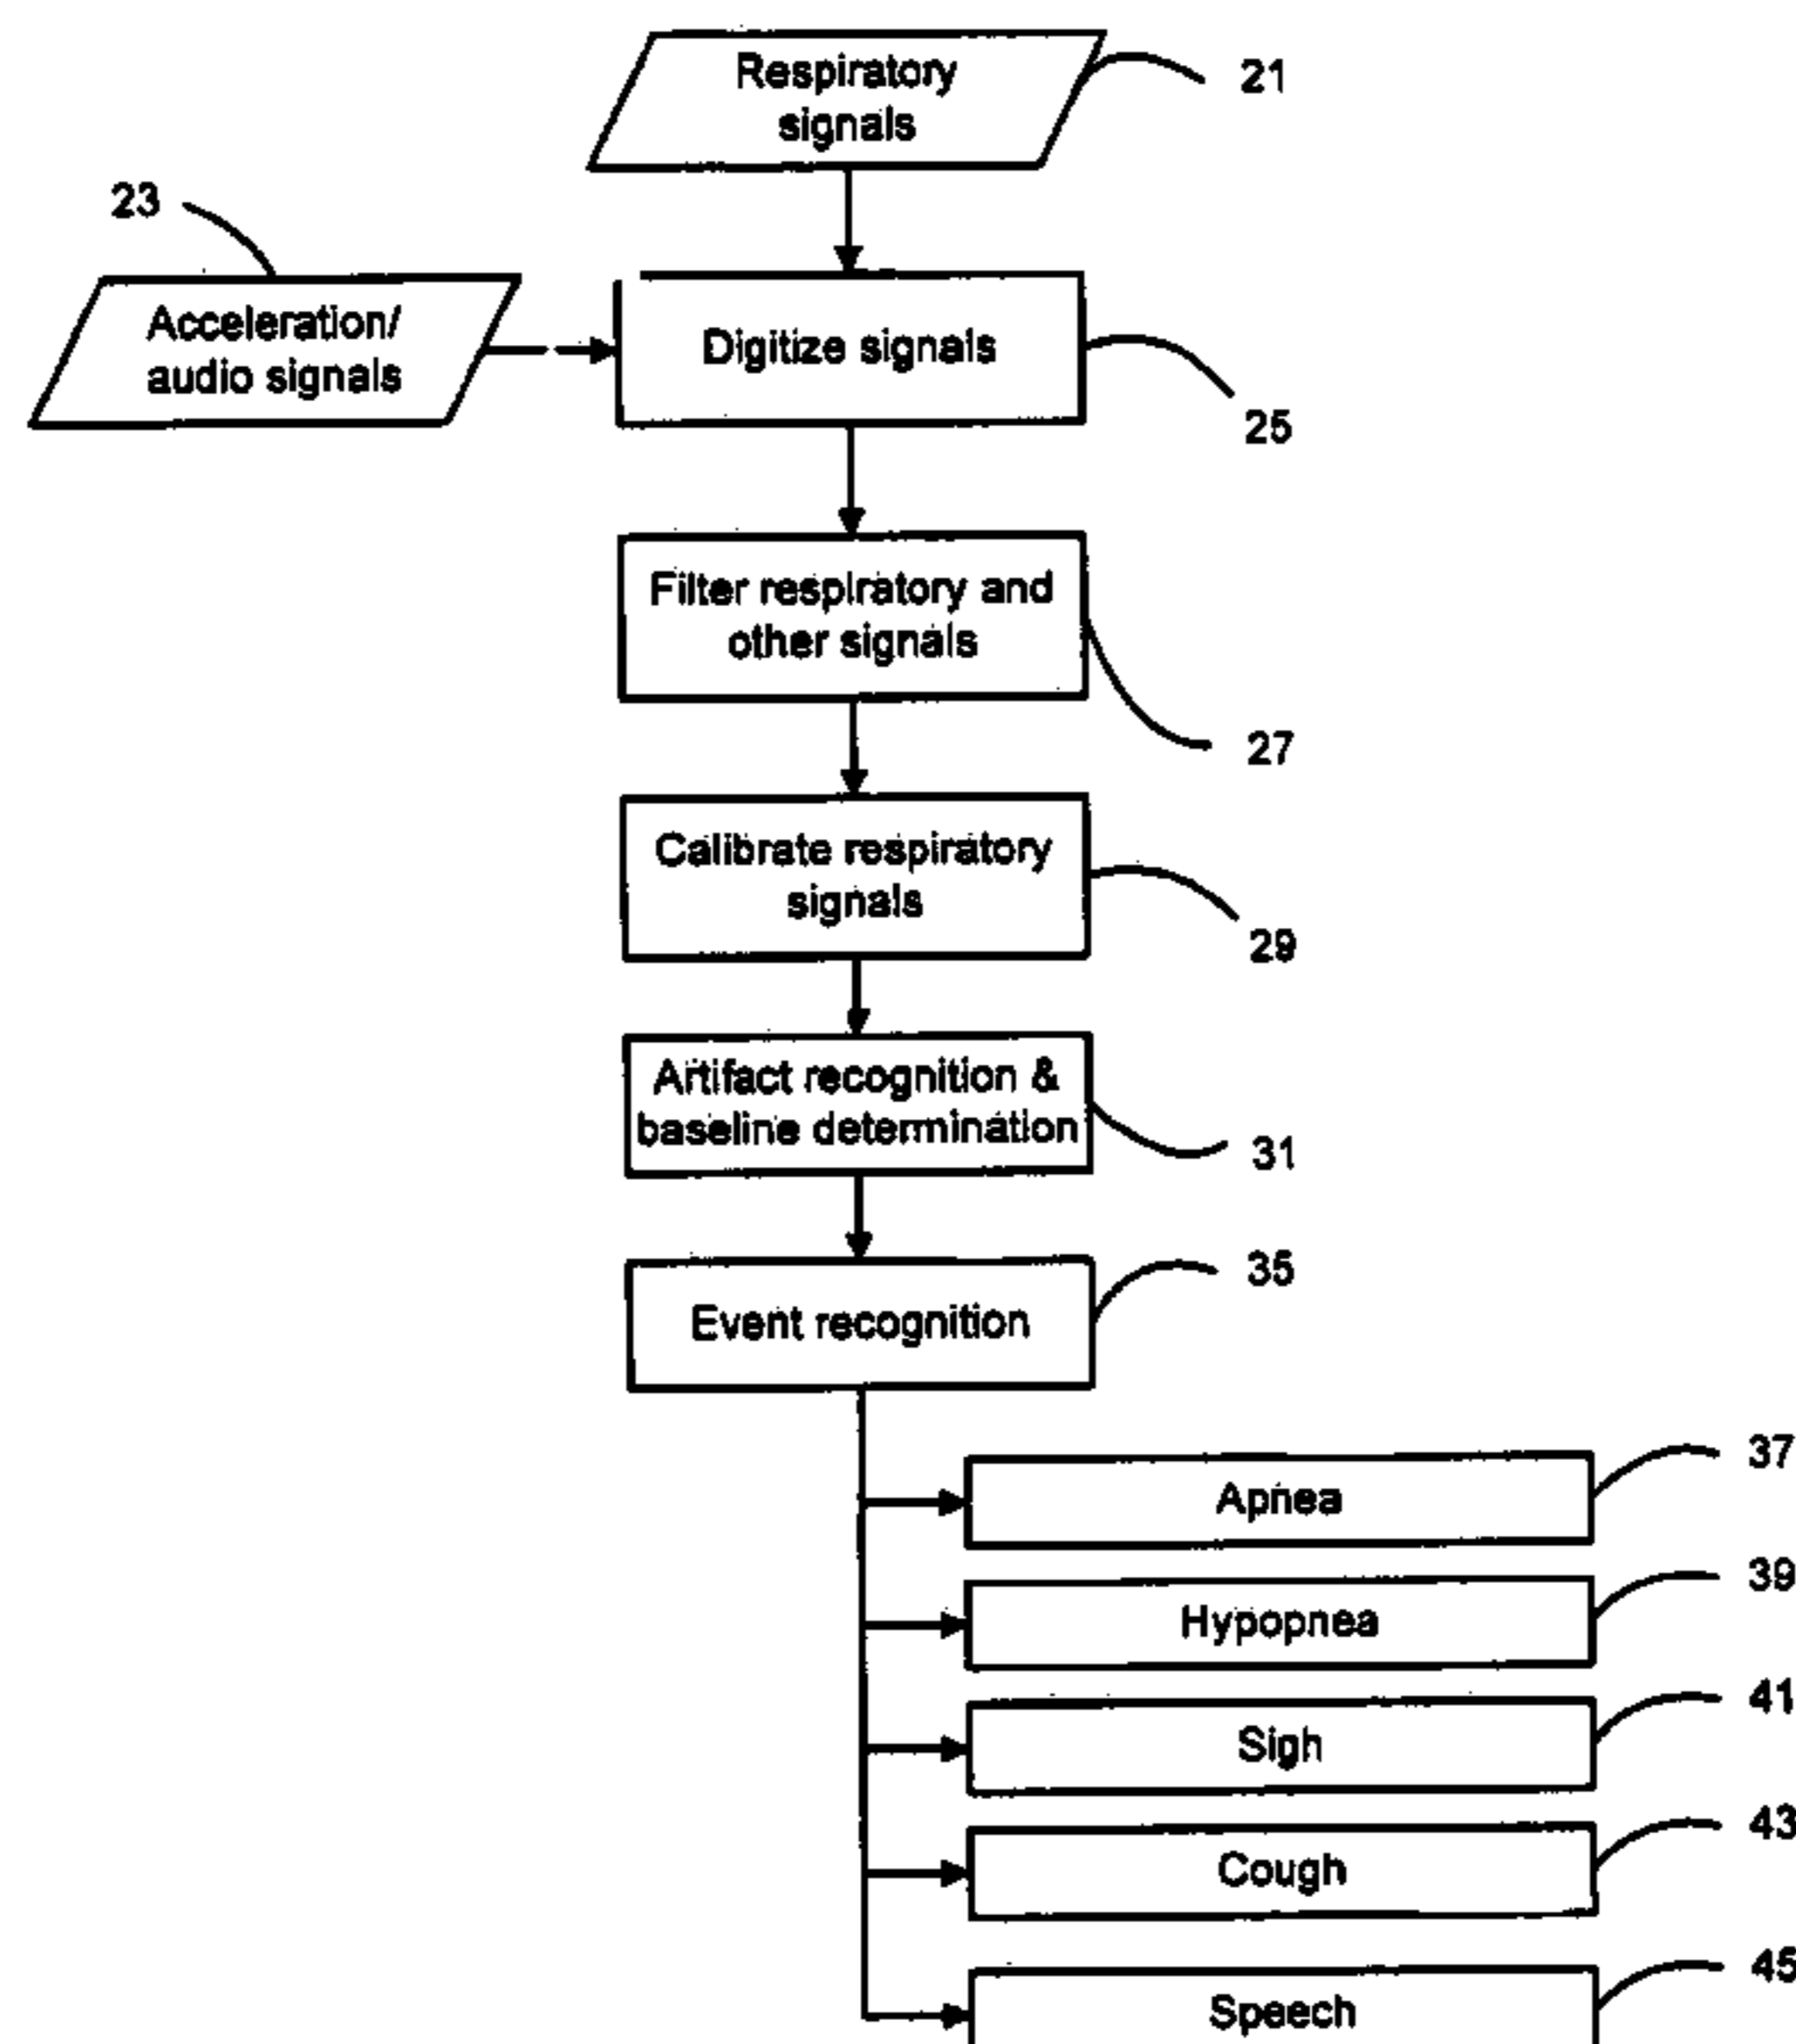 Respiratory
signals
21
23
Acceleration/
audio signals
Digitize signals
25
Filter respiratory and
other signals
27
Calibrate respiratory
signals
29
Artifact recognition &
baseline determination
31
Event recognition
35
Apnea
37
Hypopnea
39
Sigh
41
Cough
43
Speech
45